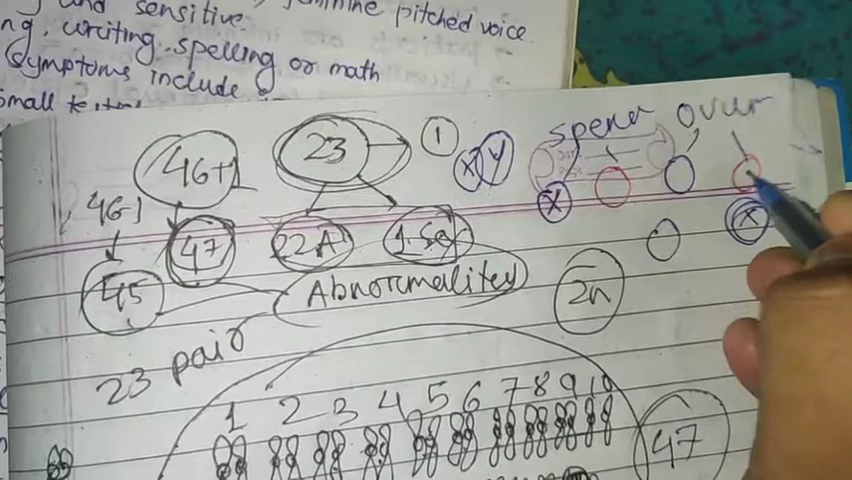 and sensitive
feminine pitched voice.
ng, writing, spelling or math
Symptoms include
Small
46+1 23 1 X Y sperm ovum
46-1 47 22A 1-Sex X X
45 Abnormalitey 2n
23 pair
1 2 3 4 5 6 7 8 9 10
47